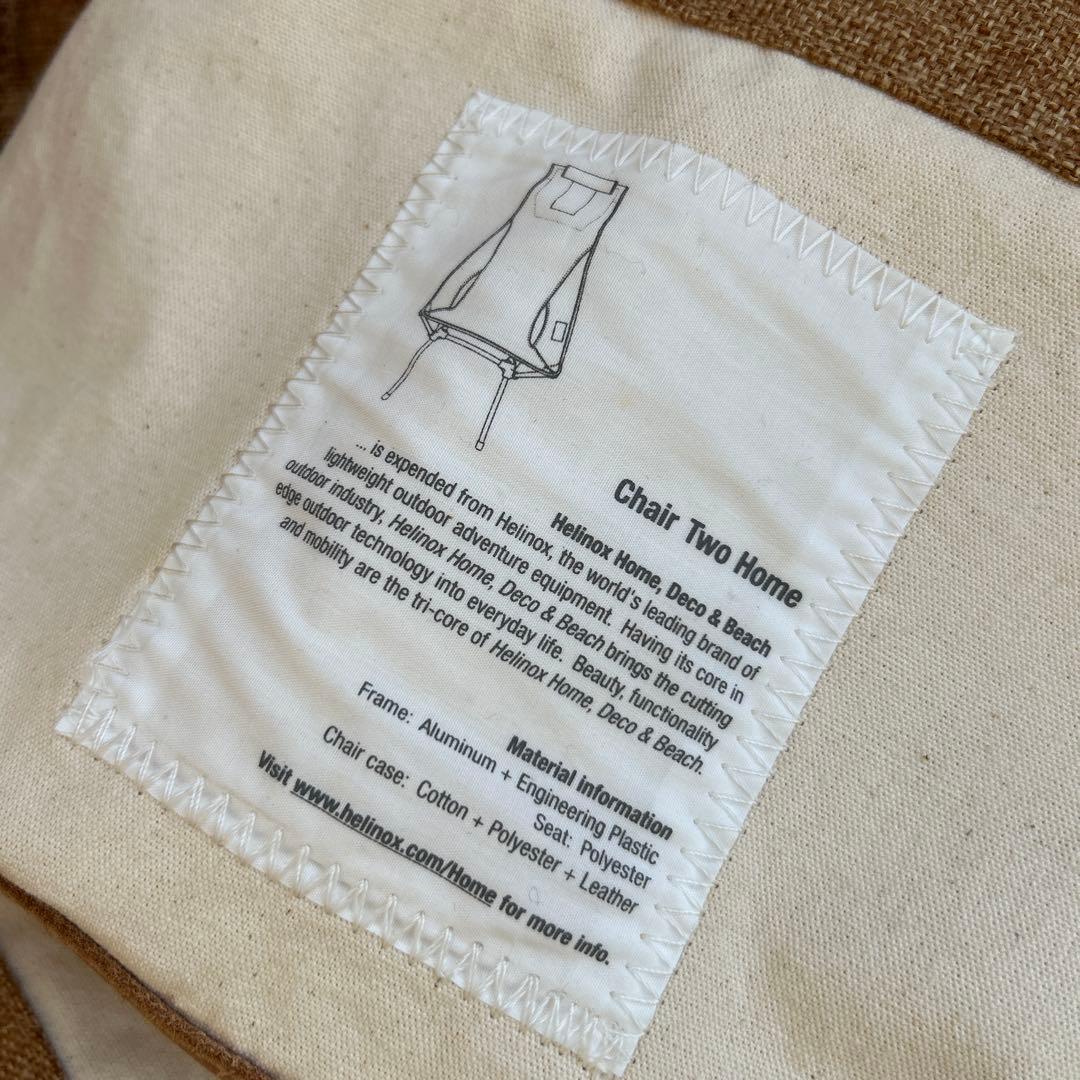 Chair Two Home
Helinox Home, Deco & Beach
... is expended from Helinox, the world's leading brand of
lightweight outdoor adventure equipment. Having its core in
outdoor industry, Helinox Home, Deco & Beach brings the cutting
edge outdoor technology into everyday life. Beauty, functionality
and mobility are the tri-core of Helinox Home, Deco & Beach.
Material information
Frame: Aluminum + Engineering Plastic
Seat: Polyester
Chair case: Cotton + Polyester + Leather
Visit www.helinox.com/Home for more info.